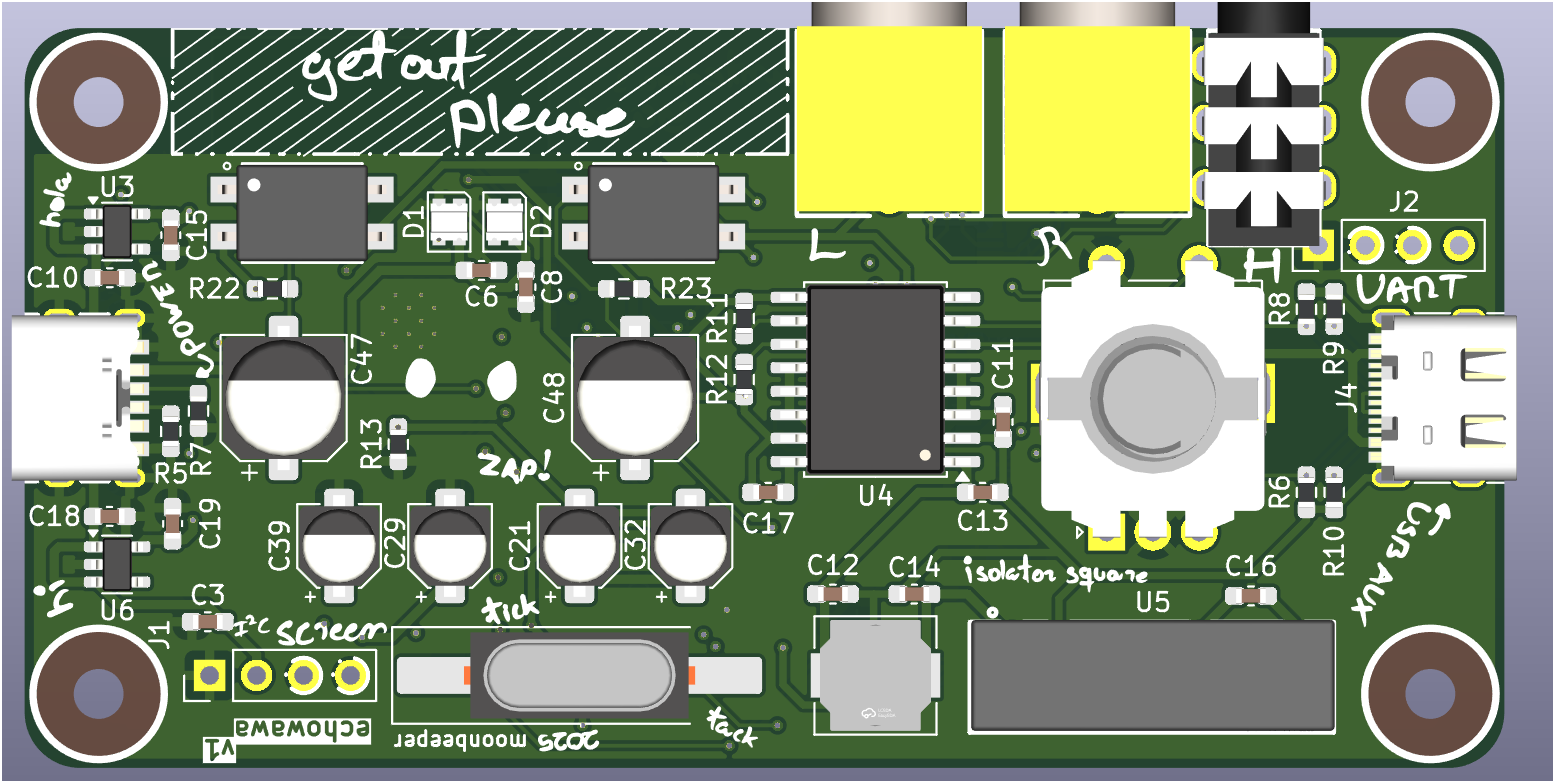 get out
please
hola
U3
C15
C10
U EMPOWER
R22
D1
D2
C6
C8
R23
L
R
H
J2
UART
R8
R9
R11
R12
C47
C48
R13
R5
R7
C11
J4
ZAP!
U4
C17
C13
R6
R10
USB AUX
C18
C19
U6
hi
C39
C29
C21
C32
C12
C14
isolator square
U5
C16
C3
J1
I²C screen
tick
tack
echowawa
v1
2025 moonbeeper